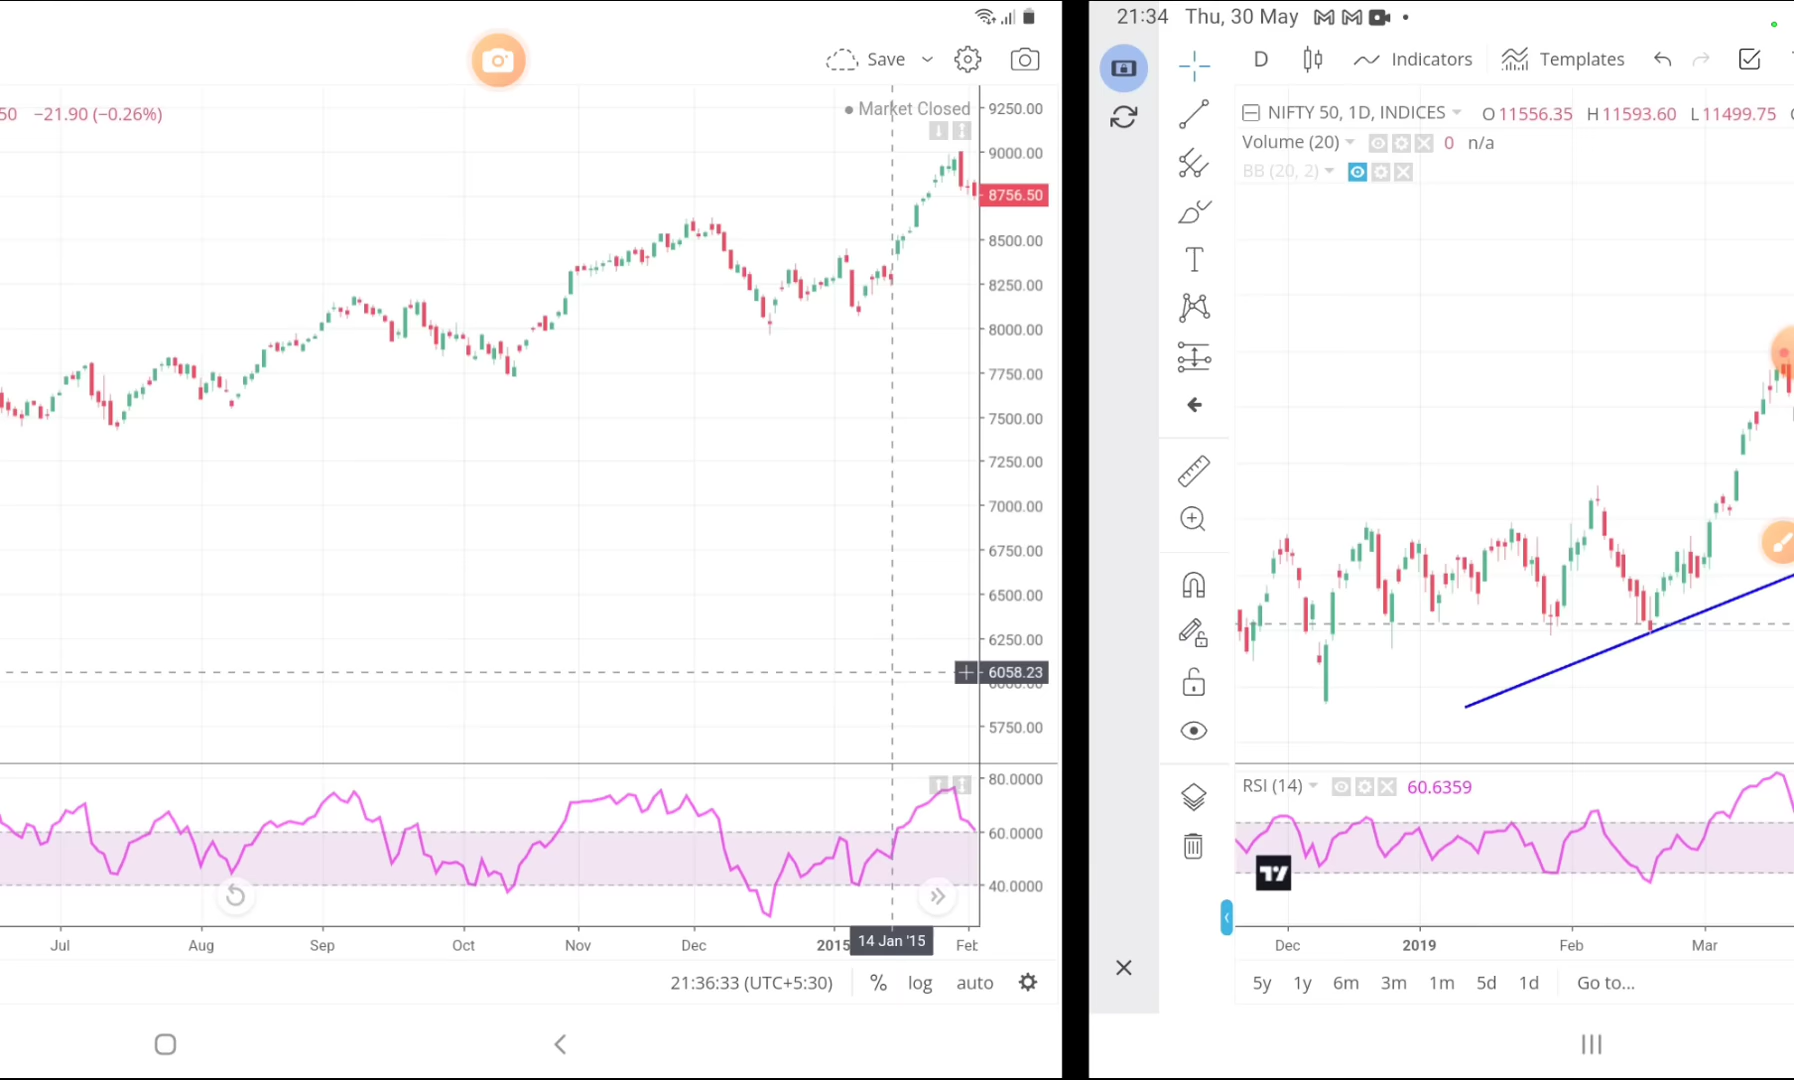 Save
50 −21.90 (−0.26%)
Market Closed
9250.00
9000.00
8756.50
8500.00
8250.00
8000.00
7750.00
7500.00
7250.00
7000.00
6750.00
6500.00
6250.00
6058.23
5750.00
80.0000
60.0000
40.0000
Jul Aug Sep Oct Nov Dec 2015 14 Jan '15 Feb
21:36:33 (UTC+5:30) % log auto
21:34 Thu, 30 May
D Indicators Templates
NIFTY 50, 1D, INDICES O 11556.35 H 11593.60 L 11499.75
Volume (20) 0 n/a
BB (20, 2)
RSI (14) 60.6359
Dec 2019 Feb Mar
5y 1y 6m 3m 1m 5d 1d Go to...